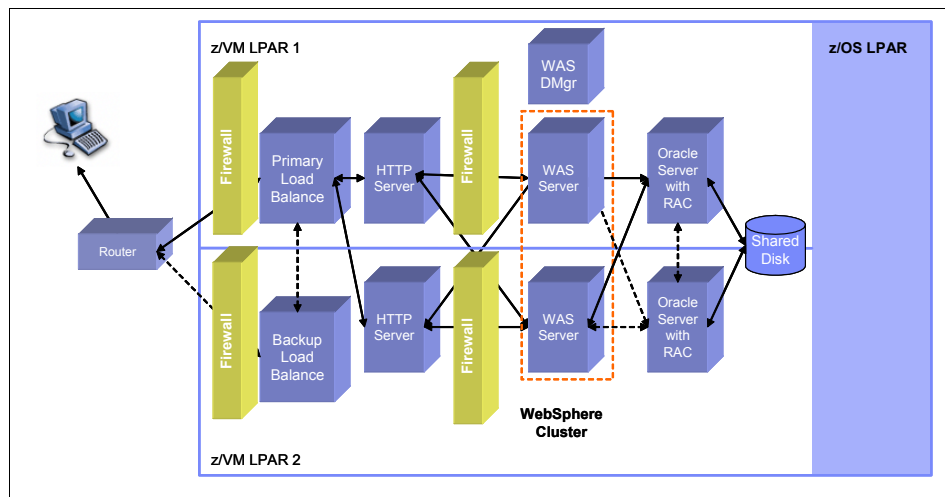 z/VM LPAR 1
z/OS LPAR
WAS
DMgr
Firewall
Firewall
Primary
Load
Balance
HTTP
Server
WAS
Server
Oracle
Server
with
RAC
Router
Shared
Disk
Firewall
Firewall
Backup
Load
Balance
HTTP
Server
WAS
Server
Oracle
Server
with
RAC
WebSphere
Cluster
z/VM LPAR 2